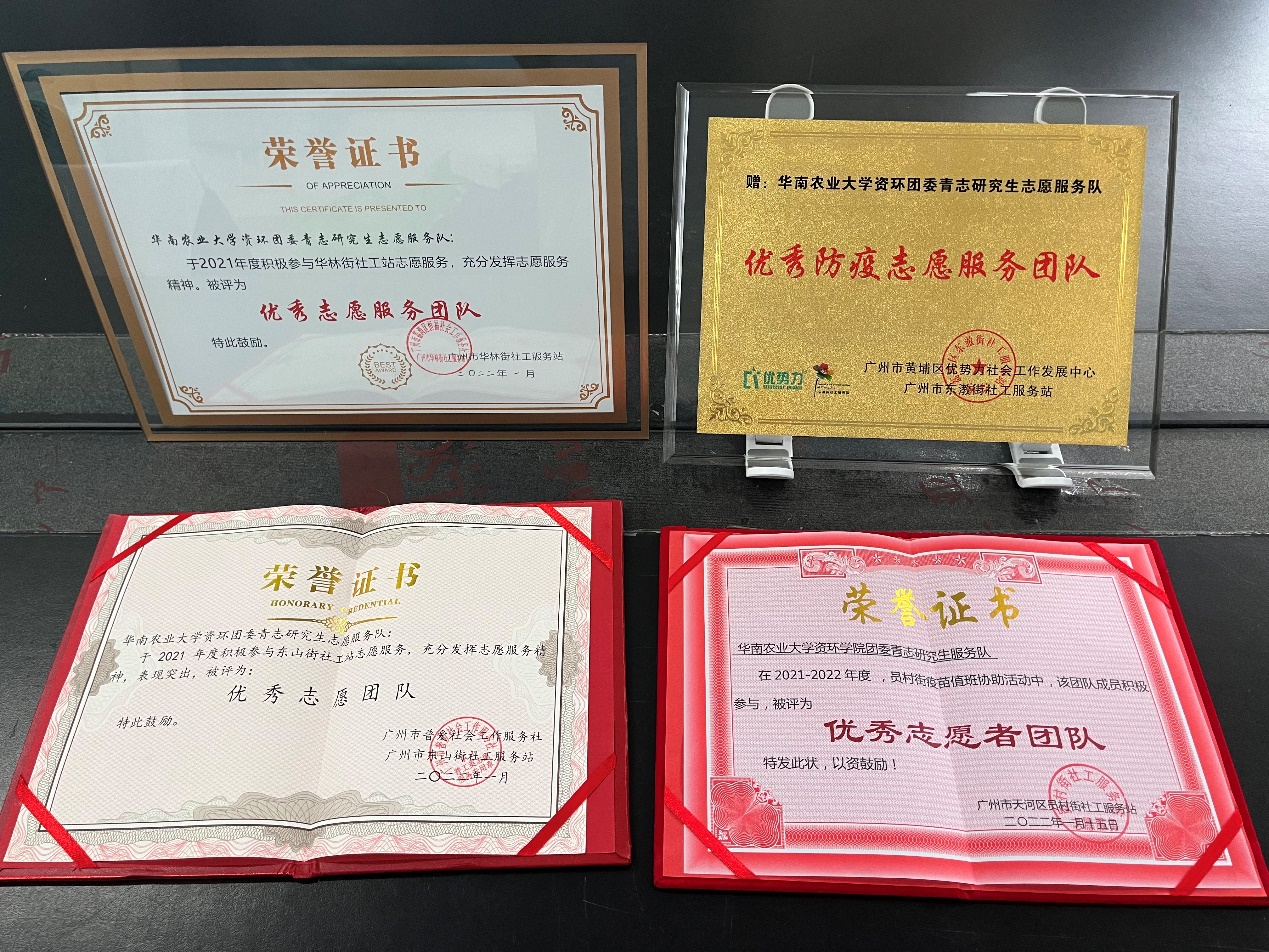 荣誉证书
OF APPRECIATION
THIS CERTIFICATE IS PRESENTED TO
华南农业大学资环团委青志研究生志愿服务队：
于2021年度积极参与华林街社工站志愿服务，充分发挥志愿服务
精神。被评为
优秀志愿服务团队
特此鼓励。
BEST
AWARD
广州市华林街社工服务站
二〇二二年一月
赠：华南农业大学资环团委青志研究生志愿服务队
优秀防疫志愿服务团队
优势力
广州市黄埔区优势力社会工作发展中心
广州市东漖街社工服务站
荣誉证书
HONORARY CREDENTIAL
华南农业大学资环团委青志研究生志愿服务队：
于 2021 年度积极参与东山街社工站志愿服务，充分发挥志愿服务精
神，表现突出，被评为：
优秀志愿团队
特此鼓励。
广州市普爱社会工作服务社
广州市东山街社工服务站
二〇二二年一月
荣誉证书
华南农业大学资环学院团委青志研究生服务队
在 2021-2022 年度 ，员村街疫苗值班协助活动中，该团队成员积极
参与，被评为
优秀志愿者团队
特发此状，以资鼓励！
广州市天河区员村街社工服务站
二〇二二年一月十五日